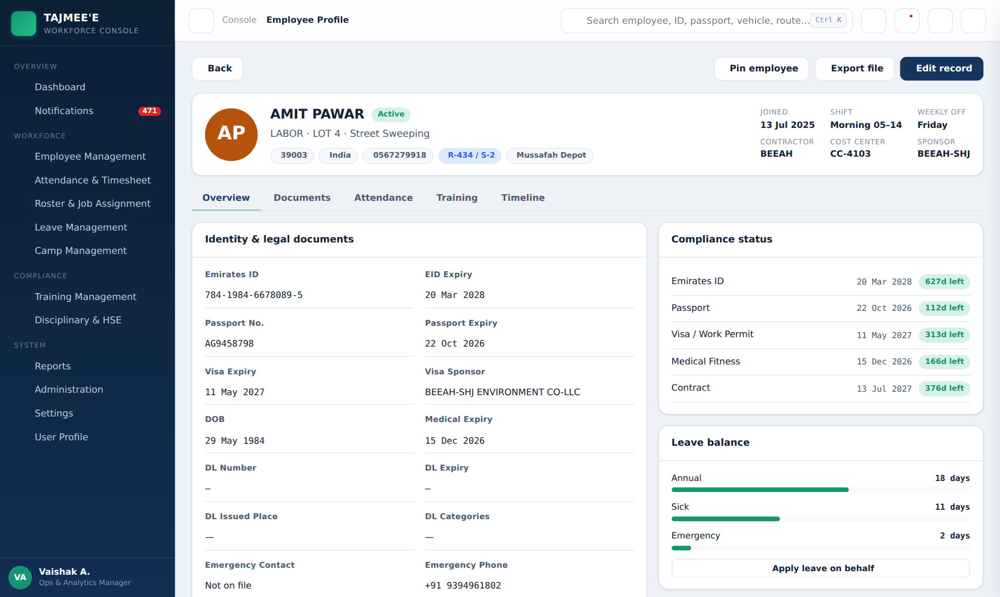 TAJMEE'E
WORKFORCE CONSOLE
OVERVIEW
Dashboard
Notifications 471
WORKFORCE
Employee Management
Attendance & Timesheet
Roster & Job Assignment
Leave Management
Camp Management
COMPLIANCE
Training Management
Disciplinary & HSE
SYSTEM
Reports
Administration
Settings
User Profile
VA
Vaishak A.
Ops & Analytics Manager
Console Employee Profile
Search employee, ID, passport, vehicle, route... Ctrl K
Back
Pin employee
Export file
Edit record
AP
AMIT PAWAR Active
LABOR · LOT 4 · Street Sweeping
39003 India 0567279818 R-434 / S-2 Mussafah Depot
JOINED SHIFT WEEKLY OFF
13 Jul 2025 Morning 05–14 Friday
CONTRACTOR COST CENTER SPONSOR
BEEAH CC-4103 BEEAH-SHJ
Overview Documents Attendance Training Timeline
Identity & legal documents
Emirates ID EID Expiry
784-1984-6678089-5 20 Mar 2028
Passport No. Passport Expiry
AG9458798 22 Oct 2026
Visa Expiry Visa Sponsor
11 May 2027 BEEAH-SHJ ENVIRONMENT CO-LLC
DOB Medical Expiry
29 May 1984 15 Dec 2026
DL Number DL Expiry
— —
DL Issued Place DL Categories
— —
Emergency Contact Emergency Phone
Not on file +91 9394961802
Compliance status
Emirates ID 20 Mar 2028 627d left
Passport 22 Oct 2026 112d left
Visa / Work Permit 11 May 2027 313d left
Medical Fitness 15 Dec 2026 166d left
Contract 13 Jul 2027 376d left
Leave balance
Annual 18 days
Sick 11 days
Emergency 2 days
Apply leave on behalf